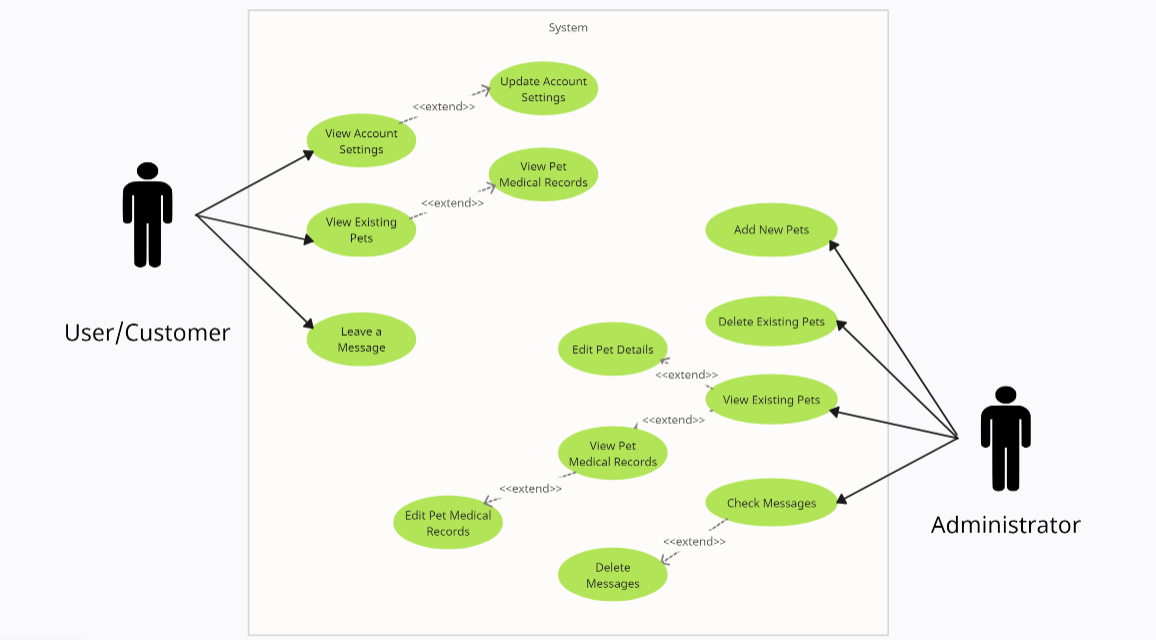 System
Update Account
Settings
<<extend>>
View Account
Settings
View Pet
Medical Records
<<extend>>
View Existing
Pets
Add New Pets
User/Customer
Leave a
Message
Delete Existing Pets
Edit Pet Details
<<extend>>
View Existing Pets
<<extend>>
View Pet
Medical Records
<<extend>>
Check Messages
Edit Pet Medical
Records
Administrator
<<extend>>
Delete
Messages